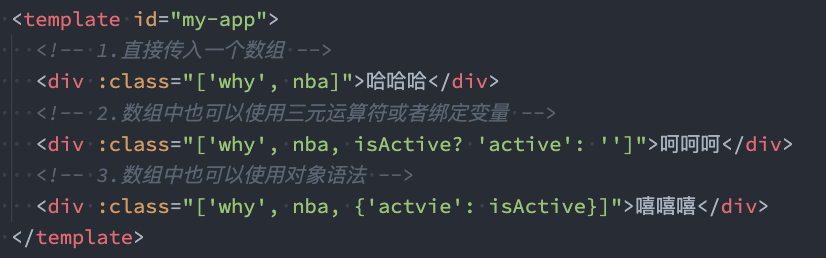 <template id="my-app">
<!-- 1.直接传入一个数组 -->
<div :class="['why', nba]">哈哈哈</div>
<!-- 2.数组中也可以使用三元运算符或者绑定变量 -->
<div :class="['why', nba, isActive? 'active': '']">呵呵呵</div>
<!-- 3.数组中也可以使用对象语法 -->
<div :class="['why', nba, {'actvie': isActive}]">嘻嘻嘻</div>
</template>